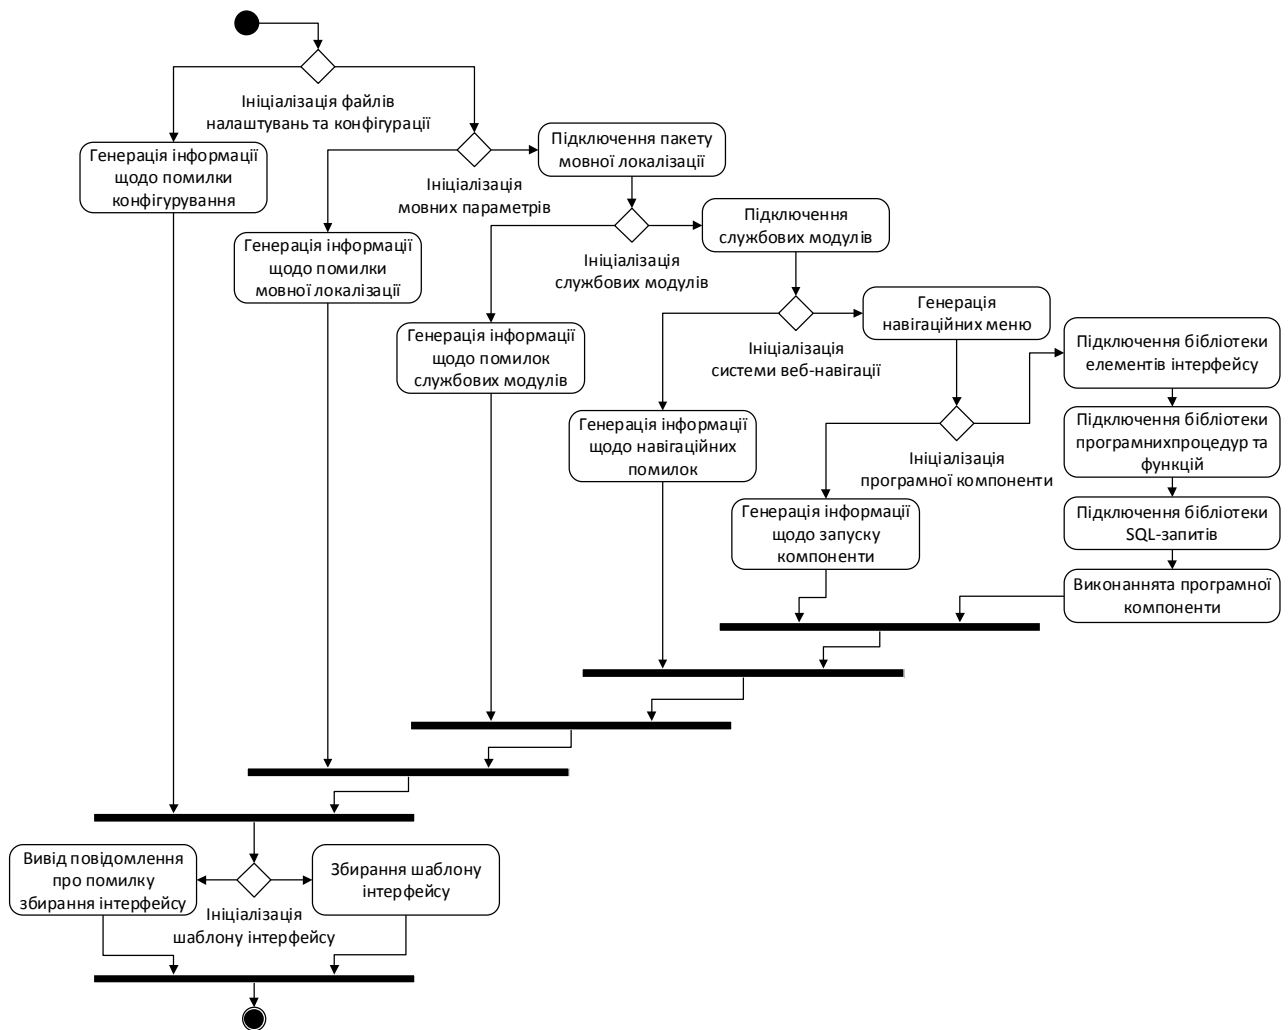 Ініціалізація файлів
налаштувань та конфігурації
Генерація інформації
щодо помилки
конфігурування
Підключення пакету
мовної локалізації
Ініціалізація
мовних параметрів
Генерація інформації
щодо помилки
мовної локалізації
Підключення
службових модулів
Ініціалізація
службових модулів
Генерація інформації
щодо помилок
службових модулів
Генерація
навігаційних меню
Ініціалізація
системи веб-навігації
Генерація інформації
щодо навігаційних
помилок
Підключення бібліотеки
елементів інтерфейсу
Підключення бібліотеки
програмнихпроцедур та
функцій
Ініціалізація
програмної компоненти
Генерація інформації
щодо запуску
компоненти
Підключення бібліотеки
SQL-запитів
Виконаннята програмної
компоненти
Вивід повідомлення
про помилку
збирання інтерфейсу
Збирання шаблону
інтерфейсу
Ініціалізація
шаблону інтерфейсу